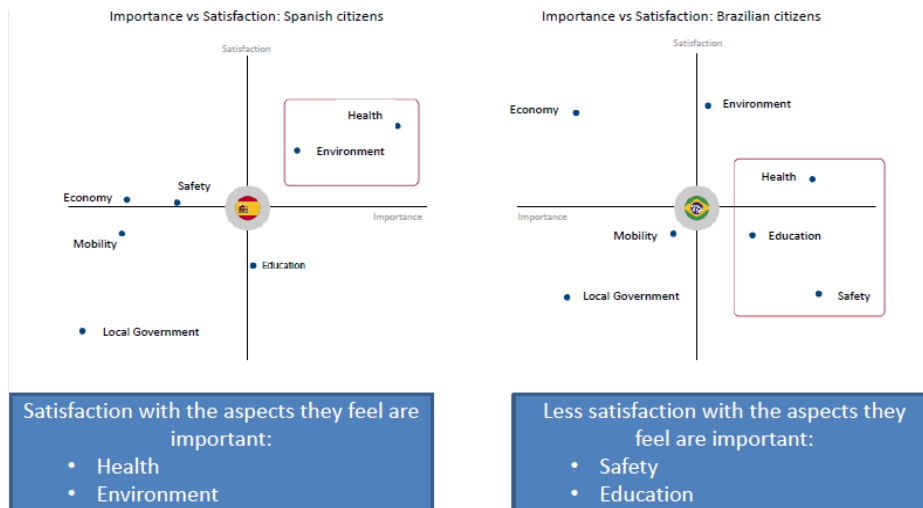 Importance vs Satisfaction: Spanish citizens
Satisfaction
Health
Environment
Economy
Safety
Importance
Mobility
Education
Local Government
Satisfaction with the aspects they feel are
important:
• Health
• Environment
Importance vs Satisfaction: Brazilian citizens
Satisfaction
Economy
Environment
Health
Importance
Mobility
Education
Local Government
Safety
Less satisfaction with the aspects they
feel are important:
• Safety
• Education